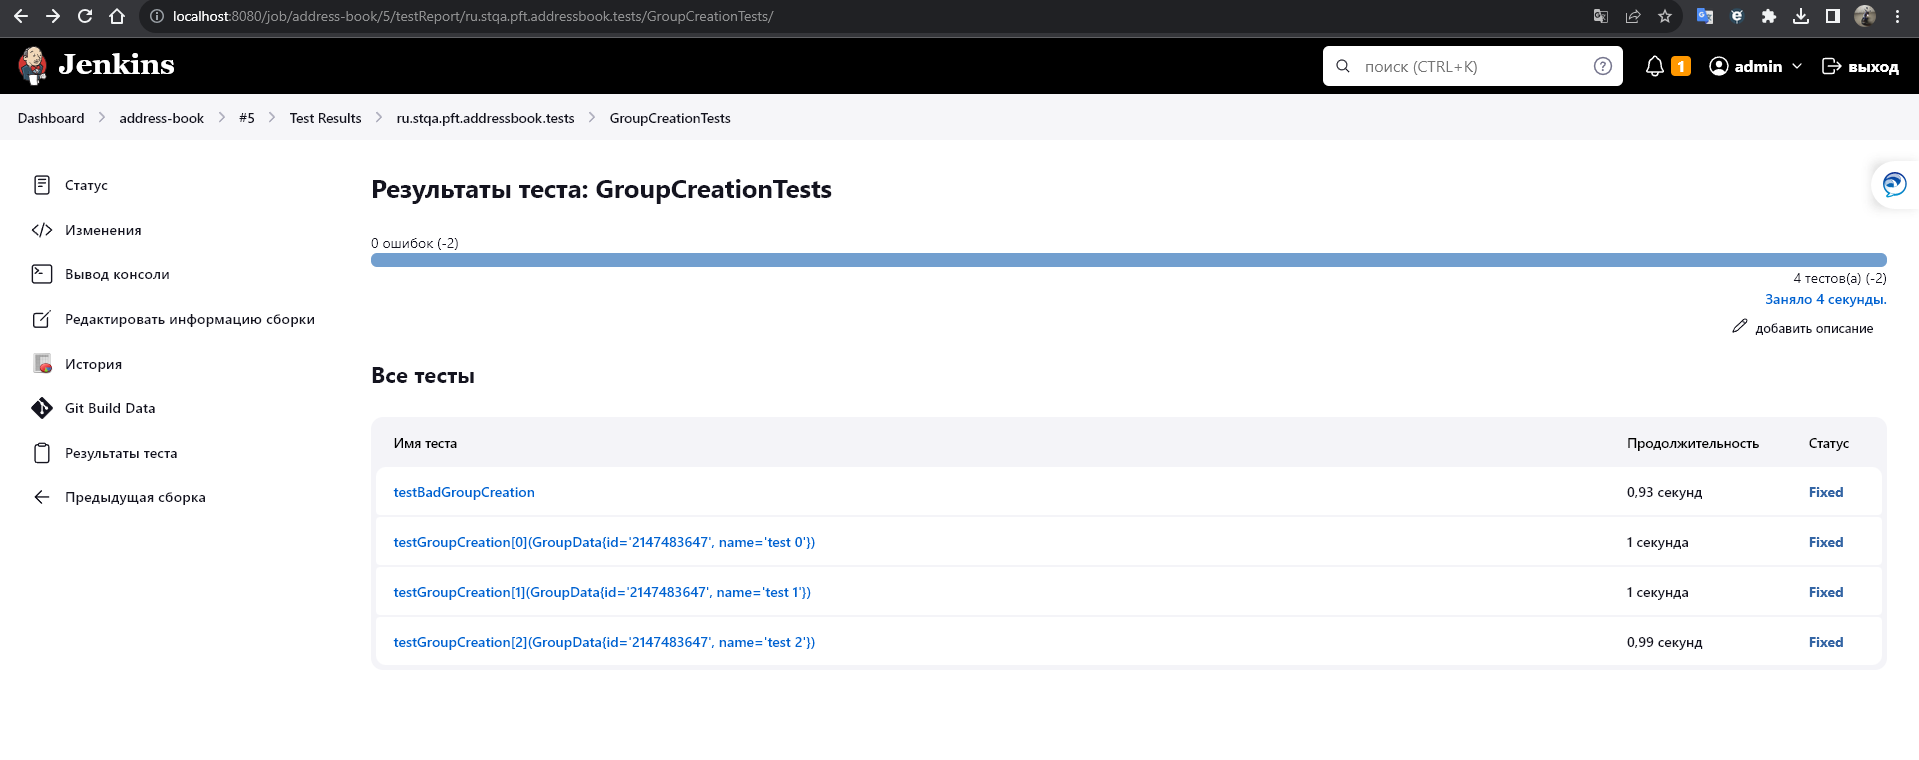 localhost:8080/job/address-book/5/testReport/ru.stqa.pft.addressbook.tests/GroupCreationTests/
Jenkins
поиск (CTRL+K)
1
admin
выход
Dashboard
address-book
#5
Test Results
ru.stqa.pft.addressbook.tests
GroupCreationTests
Статус
Изменения
Вывод консоли
Редактировать информацию сборки
История
Git Build Data
Результаты теста
Предыдущая сборка
Результаты теста: GroupCreationTests
0 ошибок (-2)
4 тестов(а) (-2)
Заняло 4 секунды.
добавить описание
Все тесты
Имя теста Продолжительность Статус
testBadGroupCreation 0,93 секунд Fixed
testGroupCreation[0](GroupData{id='2147483647', name='test 0'}) 1 секунда Fixed
testGroupCreation[1](GroupData{id='2147483647', name='test 1'}) 1 секунда Fixed
testGroupCreation[2](GroupData{id='2147483647', name='test 2'}) 0,99 секунд Fixed